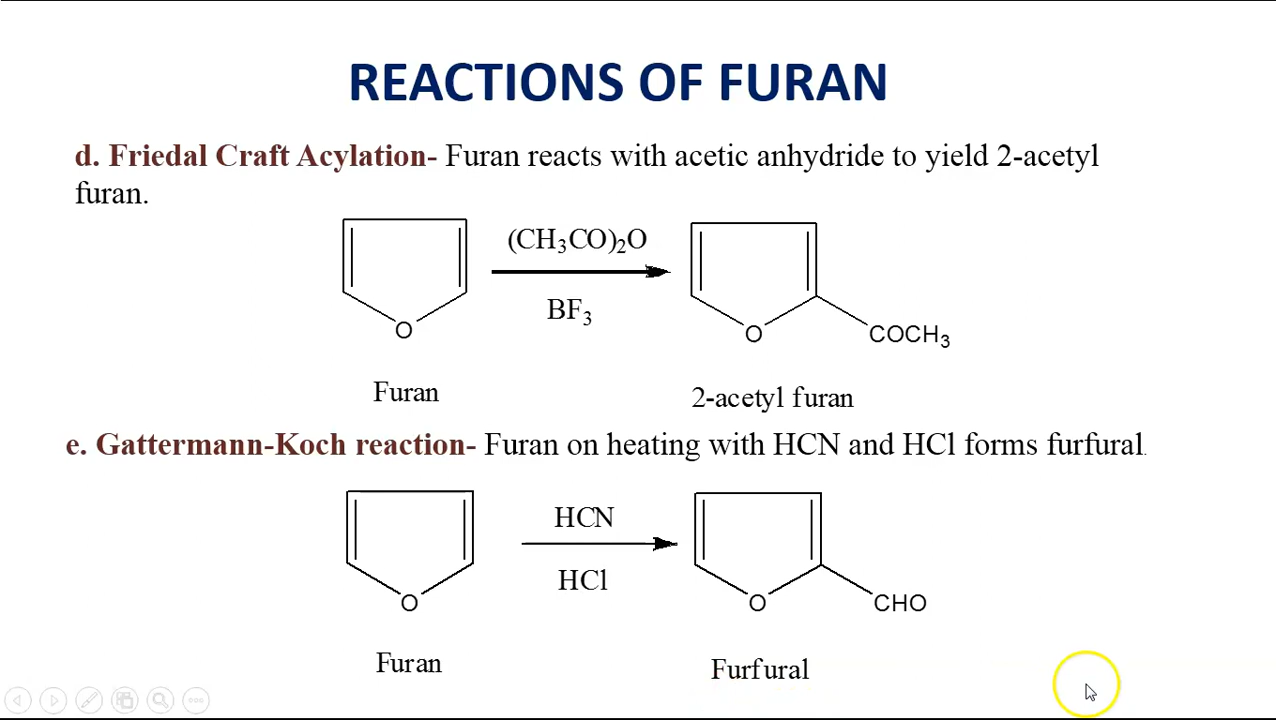 REACTIONS OF FURAN
d. Friedal Craft Acylation- Furan reacts with acetic anhydride to yield 2-acetyl
furan.
(CH₃CO)₂O
BF₃
O
O
COCH₃
Furan
2-acetyl furan
e. Gattermann-Koch reaction- Furan on heating with HCN and HCl forms furfural.
HCN
HCl
O
O
CHO
Furan
Furfural